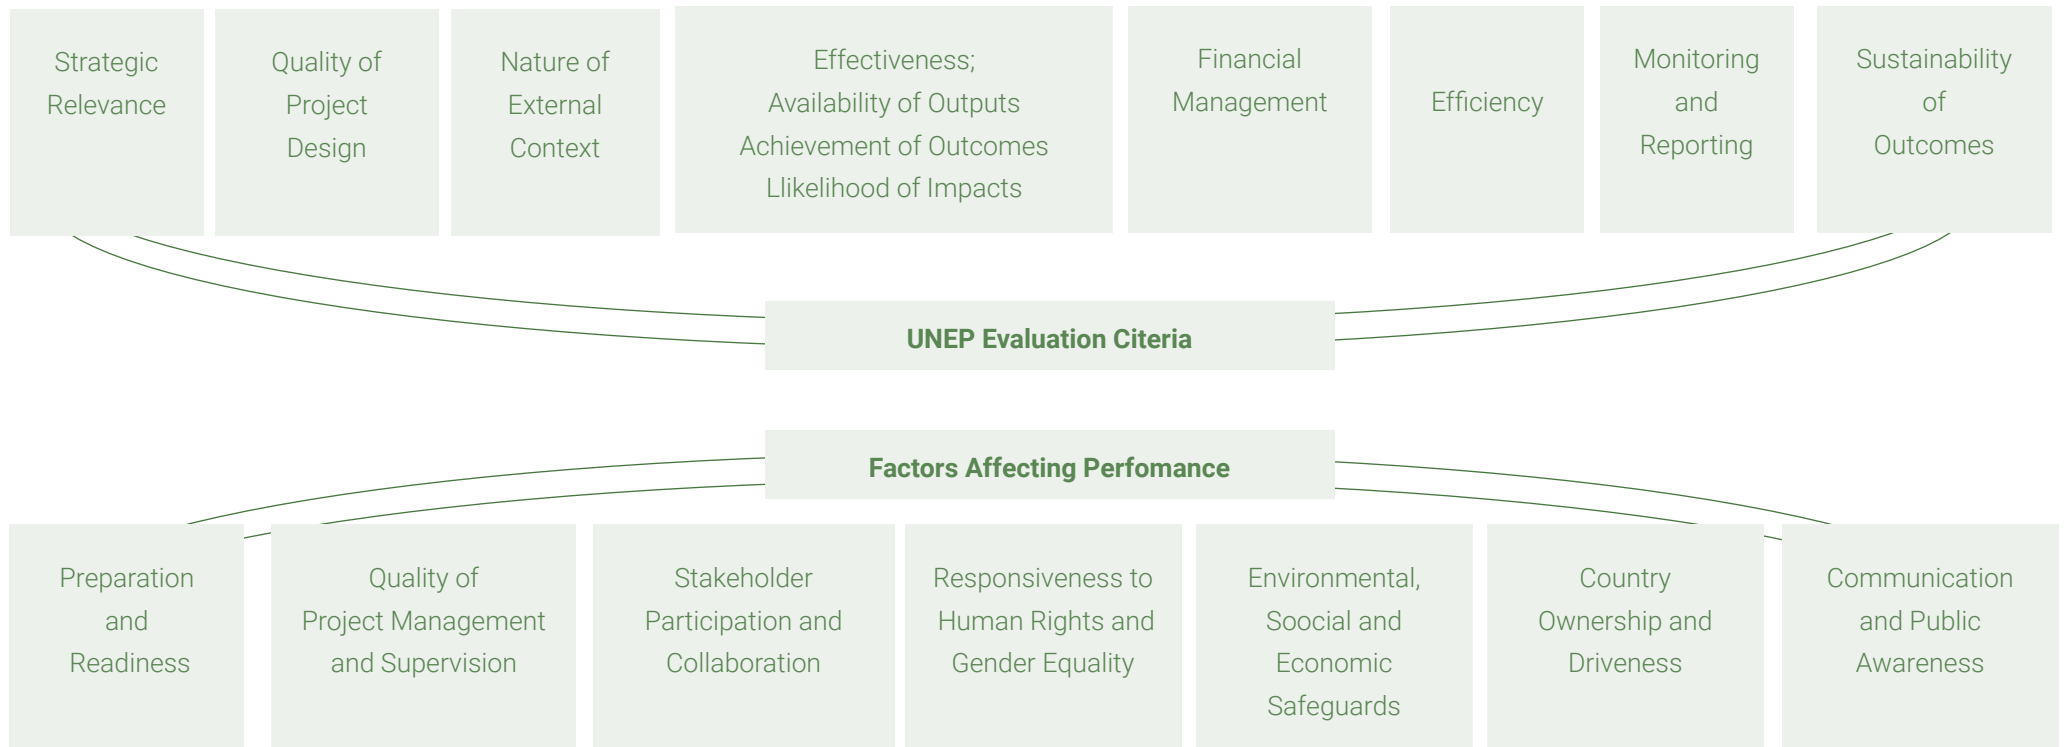 Strategic
Relevance
Quality of
Project
Design
Nature of
External
Context
Effectiveness;
Availability of Outputs
Achievement of Outcomes
Llikelihood of Impacts
Financial
Management
Efficiency
Monitoring
and
Reporting
Sustainability
of
Outcomes
UNEP Evaluation Citeria
Factors Affecting Perfomance
Preparation
and
Readiness
Quality of
Project Management
and Supervision
Stakeholder
Participation and
Collaboration
Responsiveness to
Human Rights and
Gender Equality
Environmental,
Soocial and
Economic
Safeguards
Country
Ownership and
Driveness
Communication
and Public
Awareness